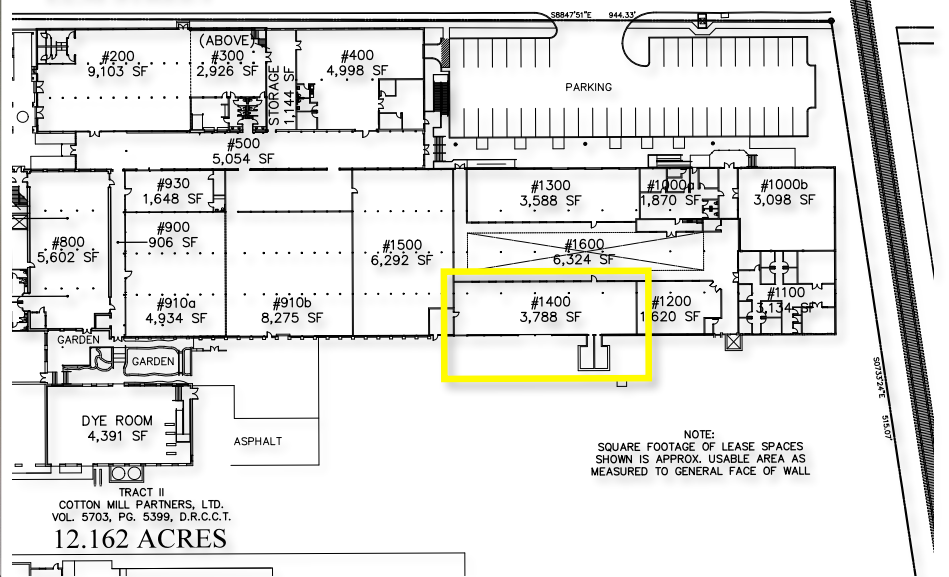 S8847'51"E 944.33'
#200
9,103 SF
(ABOVE)
#300
2,926 SF
STORAGE
1,144 SF
#400
4,998 SF
PARKING
#500
5,054 SF
#930
1,648 SF
#1300
3,588 SF
#1000a
1,870 SF
#1000b
3,098 SF
#800
5,602 SF
#900
906 SF
#1500
6,292 SF
#1600
6,324 SF
#910a
4,934 SF
#910b
8,275 SF
#1400
3,788 SF
#1200
1,620 SF
#1100
3,134 SF
GARDEN
GARDEN
DYE ROOM
4,391 SF
ASPHALT
S0733'24"E 515.07'
NOTE:
SQUARE FOOTAGE OF LEASE SPACES
SHOWN IS APPROX. USABLE AREA AS
MEASURED TO GENERAL FACE OF WALL
TRACT II
COTTON MILL PARTNERS, LTD.
VOL. 5703, PG. 5399, D.R.C.C.T.
12.162 ACRES